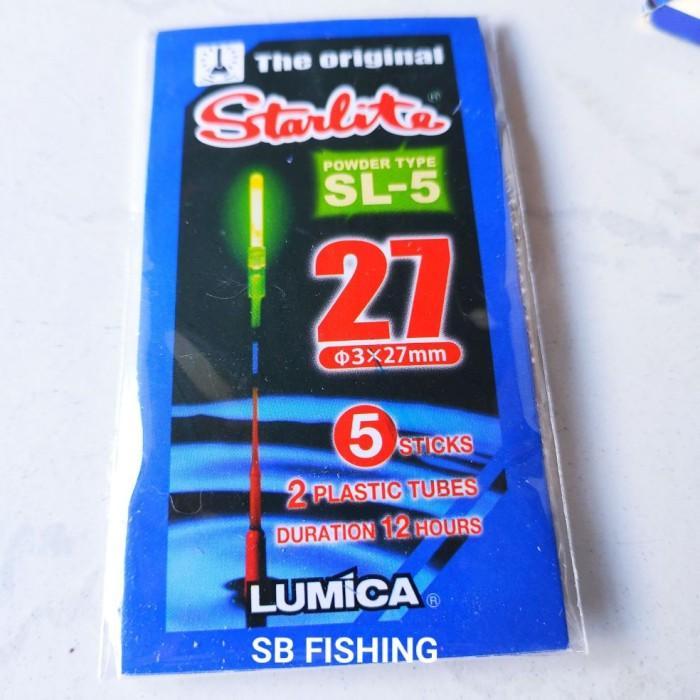 The original
Starlite®
POWDER TYPE
SL-5
27
Φ3×27mm
5 STICKS
2 PLASTIC TUBES
DURATION 12 HOURS
LUMICA®
SB FISHING